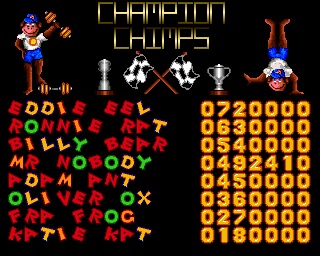 CHAMPION
CHIMPS
EDDIE EEL 0720000
RONNIE RAT 0630000
BILLY BEAR 0540000
MR NOBODY 0492410
ADAM ANT 0450000
OLIVER OX 0360000
FRA FROG 0270000
KATIE KAT 0180000